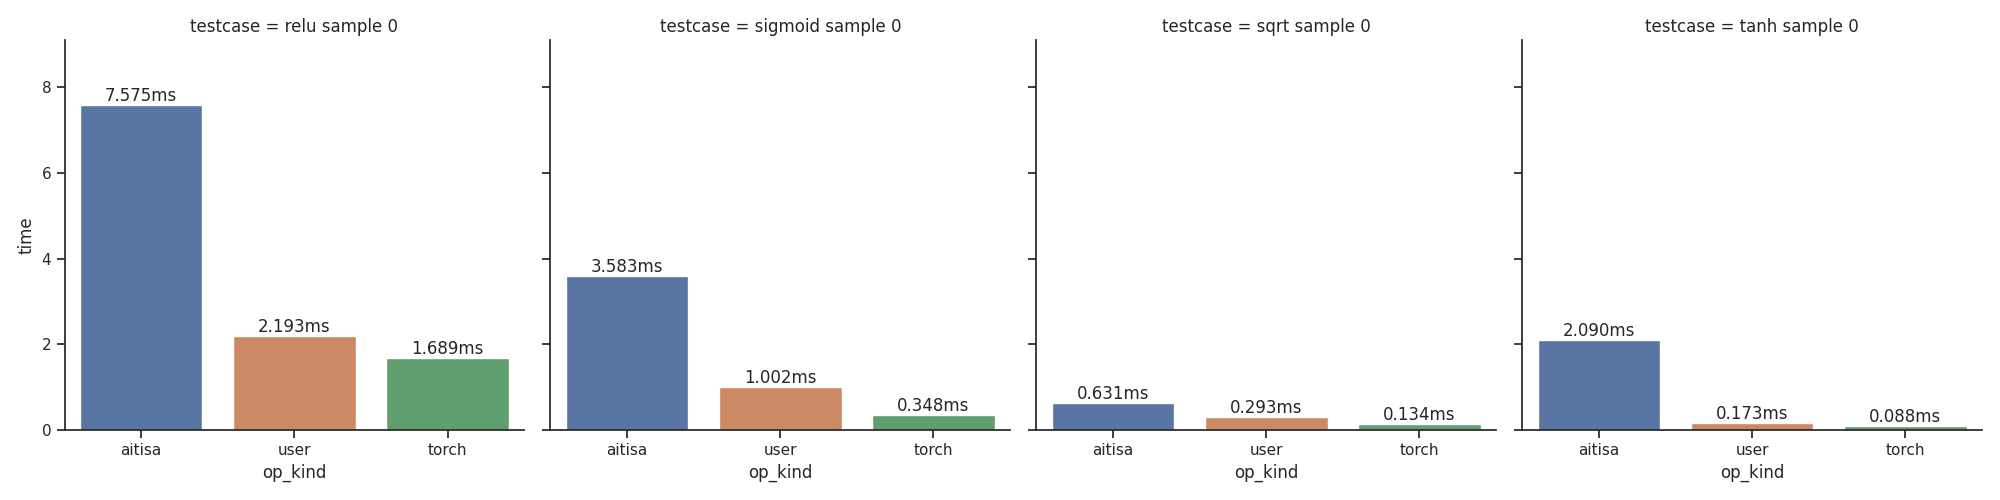 testcase = relu sample 0
testcase = sigmoid sample 0
testcase = sqrt sample 0
testcase = tanh sample 0
time
8
6
4
2
0
7.575ms
2.193ms
1.689ms
3.583ms
1.002ms
0.348ms
0.631ms
0.293ms
0.134ms
2.090ms
0.173ms
0.088ms
aitisa
user
torch
aitisa
user
torch
aitisa
user
torch
aitisa
user
torch
op_kind
op_kind
op_kind
op_kind